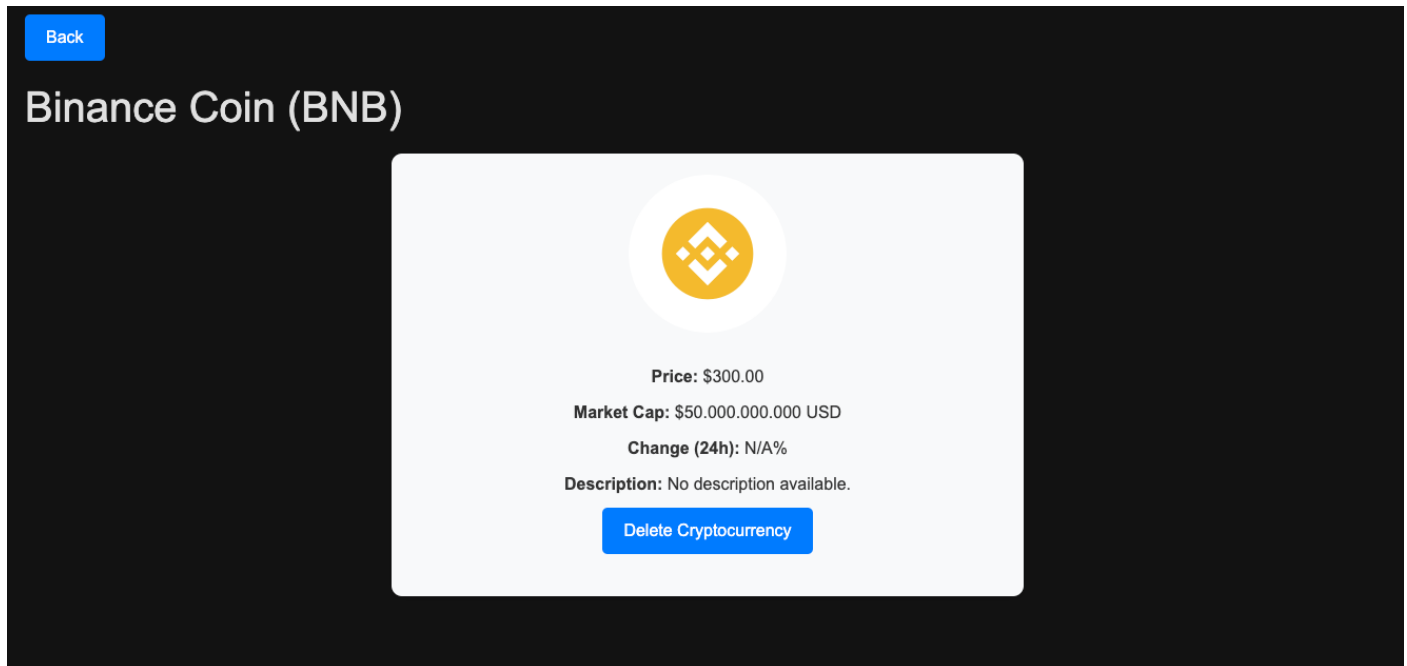 Back
Binance Coin (BNB)
Price: $300.00
Market Cap: $50.000.000.000 USD
Change (24h): N/A%
Description: No description available.
Delete Cryptocurrency